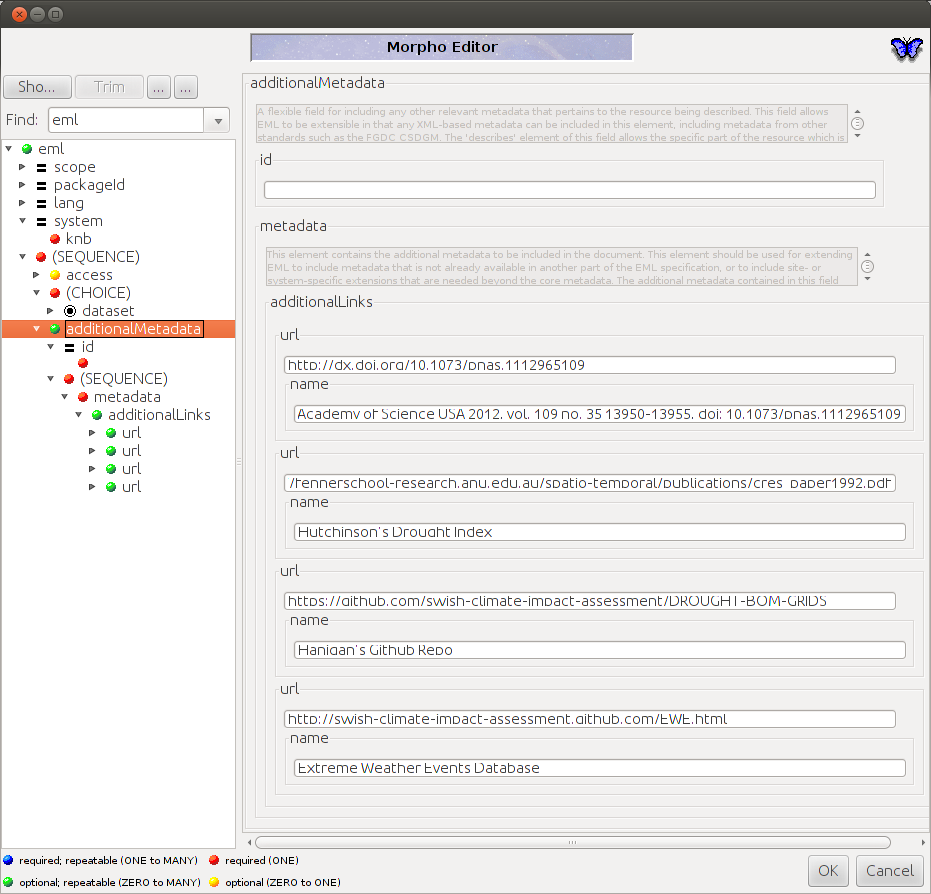 Morpho Editor
Sho...
Trim
...
...
Find:
eml
eml
scope
packageId
lang
system
knb
(SEQUENCE)
access
(CHOICE)
dataset
additionalMetadata
id
(SEQUENCE)
metadata
additionalLinks
url
url
url
url
additionalMetadata
A flexible field for including any other relevant metadata that pertains to the resource being described. This field allows
EML to be extensible in that any XML-based metadata can be included in this element, including metadata from other
standards such as the FGDC CSDGM. The 'describes' element of this field allows the specific part of the resource which is
id
metadata
This element contains the additional metadata to be included in the document. This element should be used for extending
EML to include metadata that is not already available in another part of the EML specification, or to include site- or
system-specific extensions that are needed beyond the core metadata. The additional metadata contained in this field
additionalLinks
url
http://dx.doi.org/10.1073/pnas.1112965109
name
Academy of Science USA 2012, vol. 109 no. 35 13950-13955, doi: 10.1073/pnas.1112965109
url
/fennerschool-research.anu.edu.au/spatio-temporal/publications/cres_paper1992.pdf
name
Hutchinson's Drought Index
url
https://github.com/swish-climate-impact-assessment/DROUGHT-BOM-GRIDS
name
Hanigan's Github Repo
url
http://swish-climate-impact-assessment.github.com/EWE.html
name
Extreme Weather Events Database
required; repeatable (ONE to MANY)
required (ONE)
optional; repeatable (ZERO to MANY)
optional (ZERO to ONE)
OK
Cancel